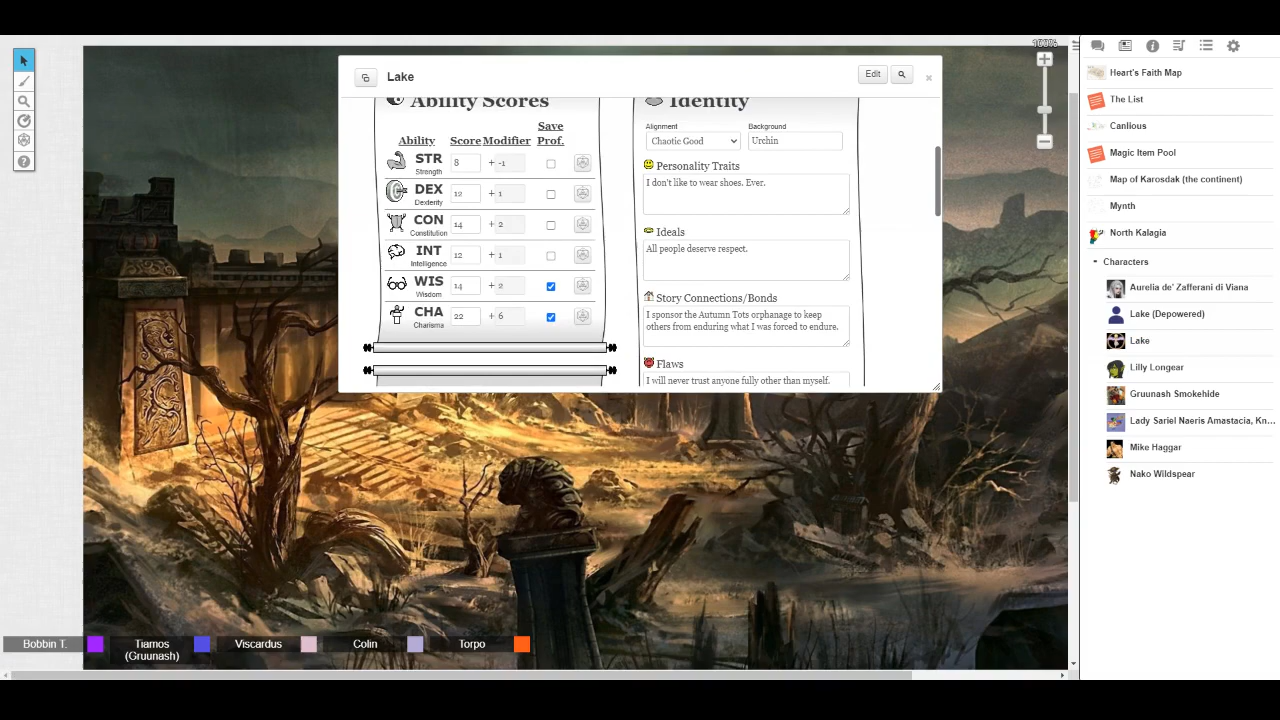 100%
Lake
Edit
Ability Scores
Ability Score Modifier Save Prof.
STR 8 + -1
Strength
DEX 12 + 1
Dexterity
CON 14 + 2
Constitution
INT 12 + 1
Intelligence
WIS 14 + 2
Wisdom
CHA 22 + 6
Charisma
Identity
Alignment Background
Chaotic Good Urchin
Personality Traits
I don't like to wear shoes. Ever.
Ideals
All people deserve respect.
Story Connections/Bonds
I sponsor the Autumn Tots orphanage to keep
others from enduring what I was forced to endure.
Flaws
I will never trust anyone fully other than myself.
Heart's Faith Map
The List
Canlious
Magic Item Pool
Map of Karosdak (the continent)
Mynth
North Kalagia
Characters
Aurelia de' Zafferani di Viana
Lake (Depowered)
Lake
Lilly Longear
Gruunash Smokehide
Lady Sariel Naeris Amastacia, Kn...
Mike Haggar
Nako Wildspear
Bobbin T.
Tiamos
(Gruunash)
Viscardus
Colin
Torpo